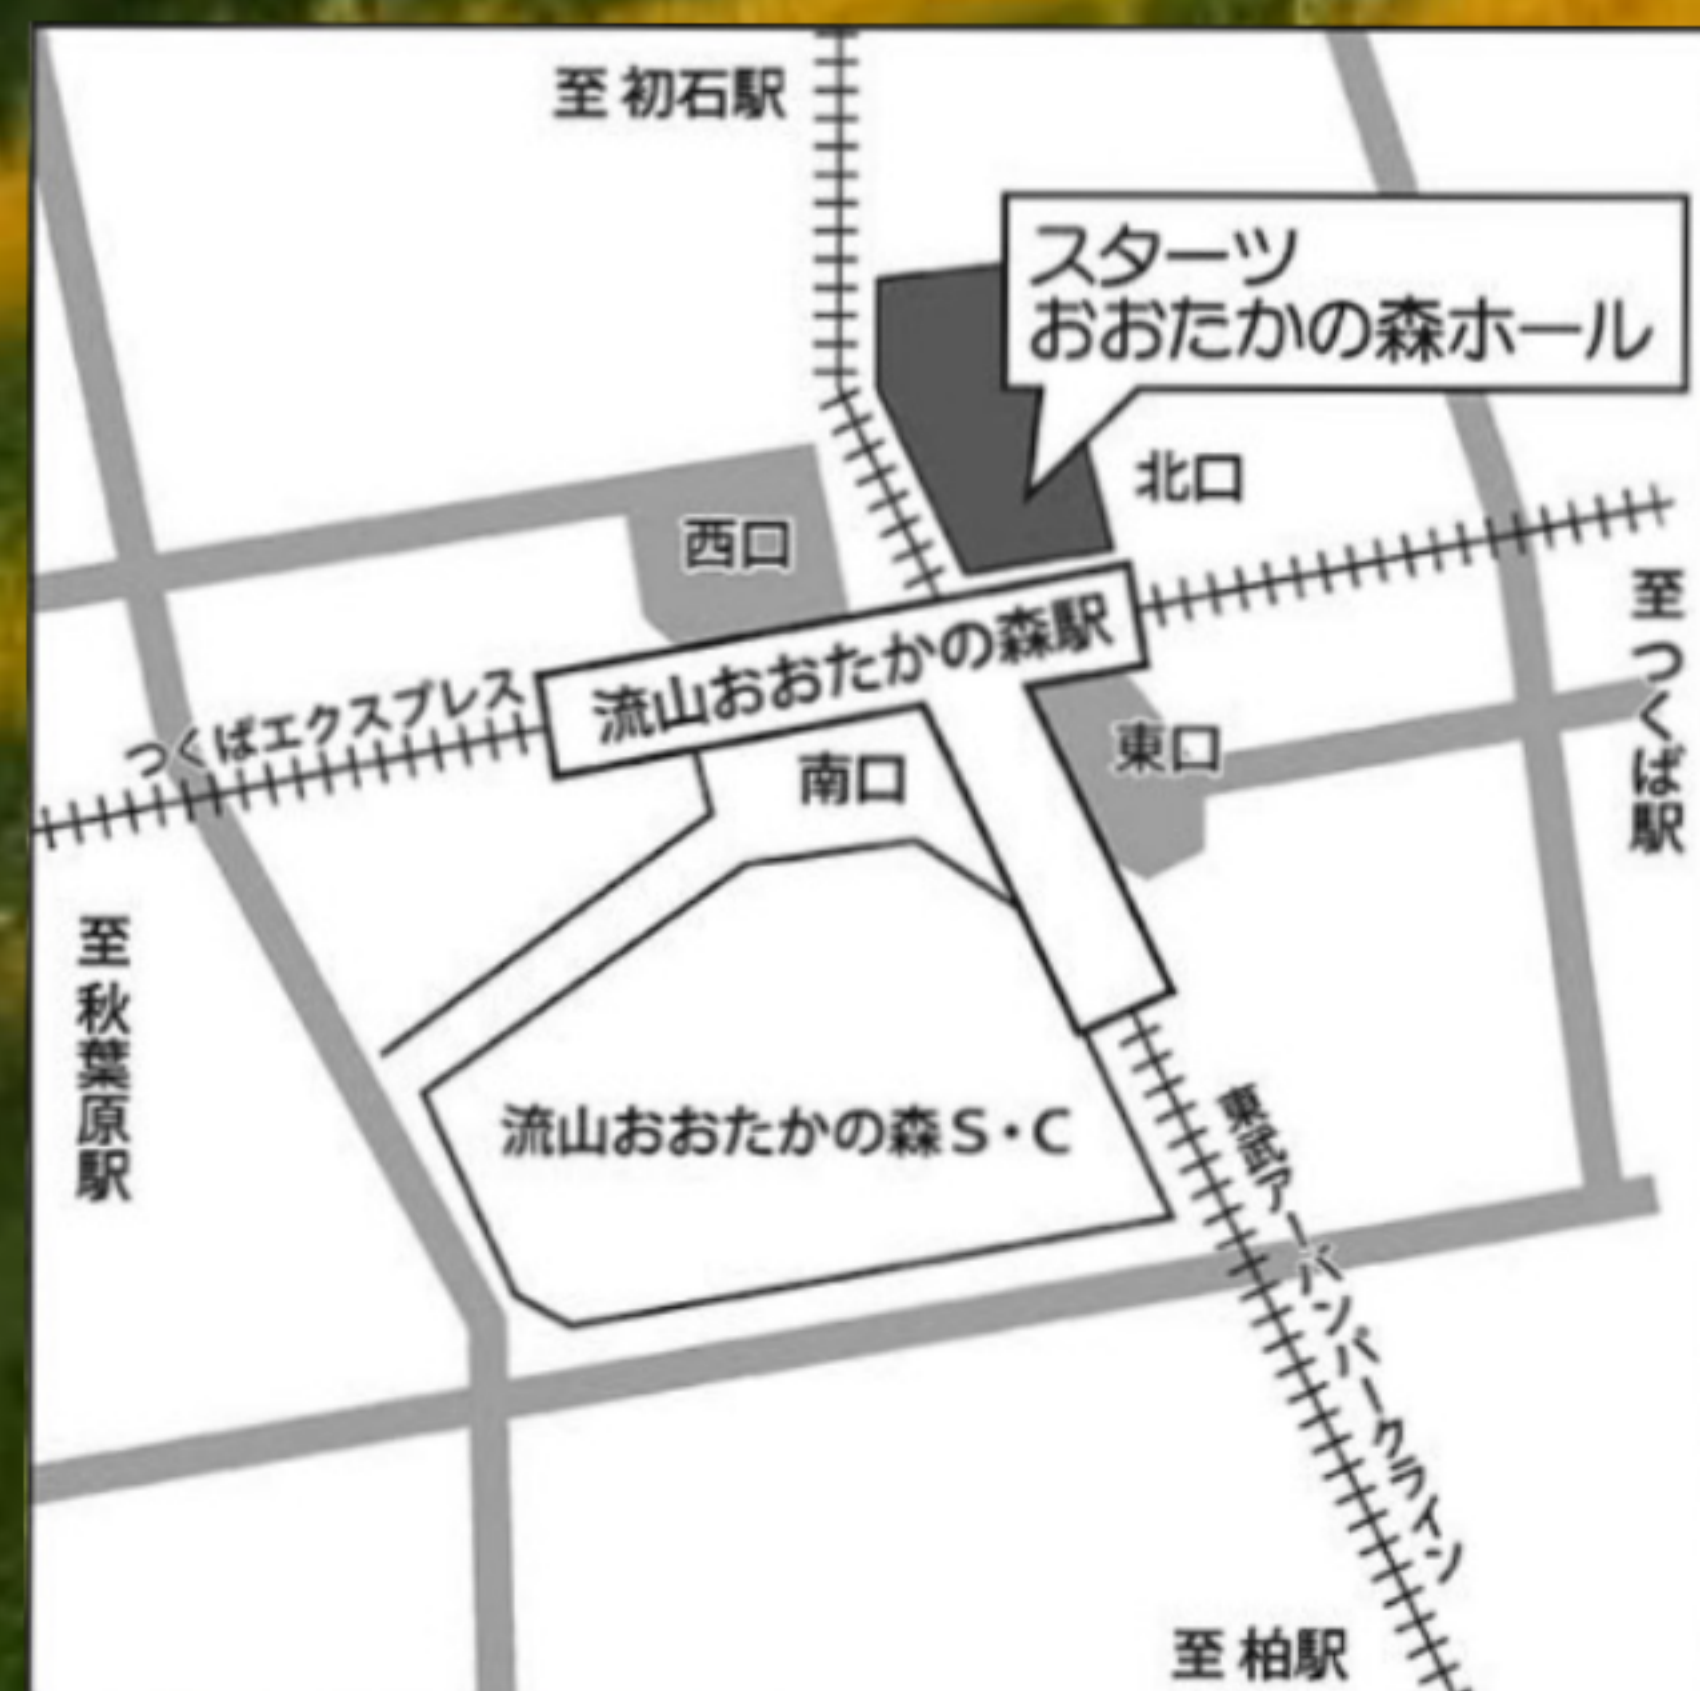 至 初石駅
スターツ
おおたかの森ホール
北口
西口
流山おおたかの森駅
つくばエクスプレス
至 つくば駅
東口
南口
至 秋葉原駅
流山おおたかの森S・C
東武アーバンパークライン
至 柏駅